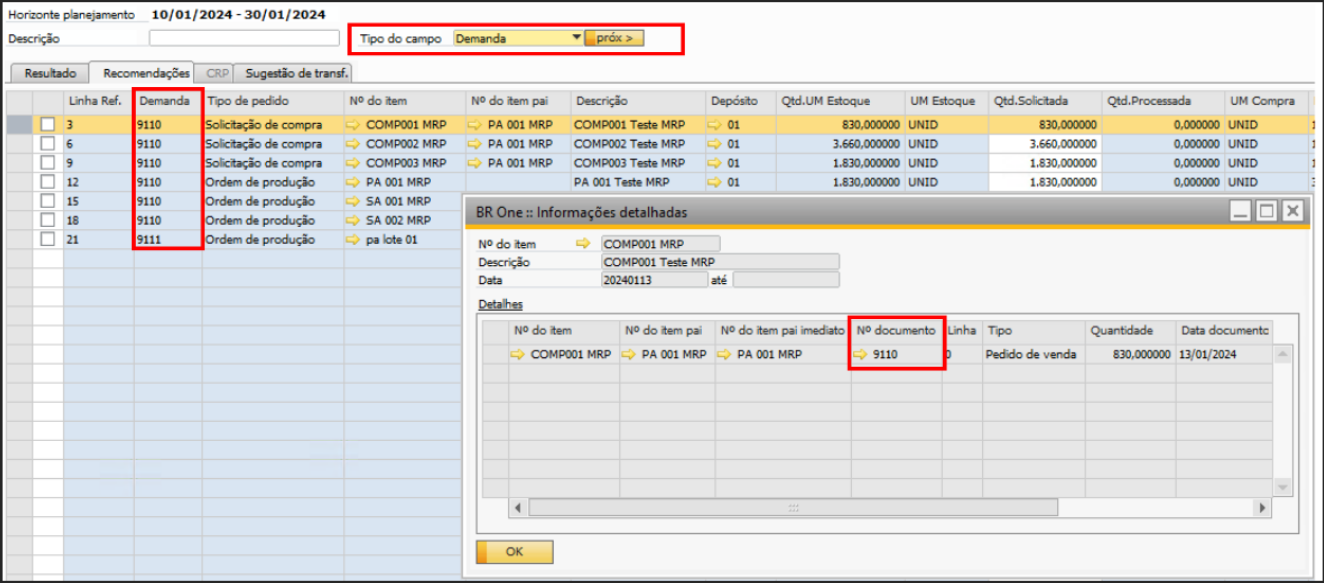 Horizonte planejamento 10/01/2024 - 30/01/2024
Descrição Tipo do campo Demanda próx >
Resultado Recomendações CRP Sugestão de transf.
Linha Ref. Demanda Tipo de pedido Nº do item Nº do item pai Descrição Depósito Qtd.UM Estoque UM Estoque Qtd.Solicitada Qtd.Processada UM Compra
3 9110 Solicitação de compra COMP001 MRP PA 001 MRP COMP001 Teste MRP 01 830,000000 UNID 830,000000 0,000000 UNID
6 9110 Solicitação de compra COMP002 MRP PA 001 MRP COMP002 Teste MRP 01 3.660,000000 UNID 3.660,000000 0,000000 UNID
9 9110 Solicitação de compra COMP003 MRP PA 001 MRP COMP003 Teste MRP 01 1.830,000000 UNID 1.830,000000 0,000000 UNID
12 9110 Ordem de produção PA 001 MRP PA 001 Teste MRP 01 1.830,000000 UNID 1.830,000000 0,000000 UNID
15 9110 Ordem de produção SA 001 MRP
18 9110 Ordem de produção SA 002 MRP
21 9111 Ordem de produção pa lote 01
BR One :: Informações detalhadas
Nº do item COMP001 MRP
Descrição COMP001 Teste MRP
Data 20240113 até
Detalhes
Nº do item Nº do item pai Nº do item pai imediato Nº documento Linha Tipo Quantidade Data documento
COMP001 MRP PA 001 MRP PA 001 MRP 9110 0 Pedido de venda 830,000000 13/01/2024
OK